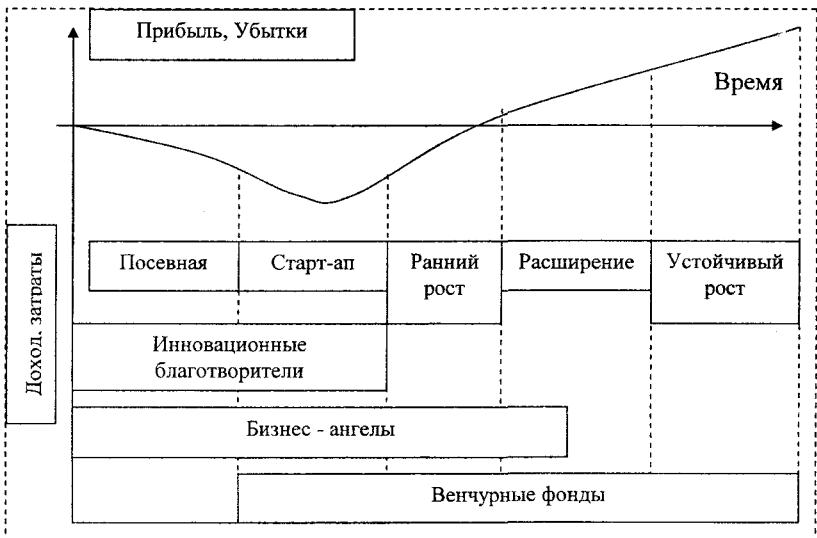 Прибыль, Убытки
Время
Доход, затраты
Посевная
Старт-ап
Ранний
рост
Расширение
Устойчивый
рост
Инновационные
благотворители
Бизнес - ангелы
Венчурные фонды